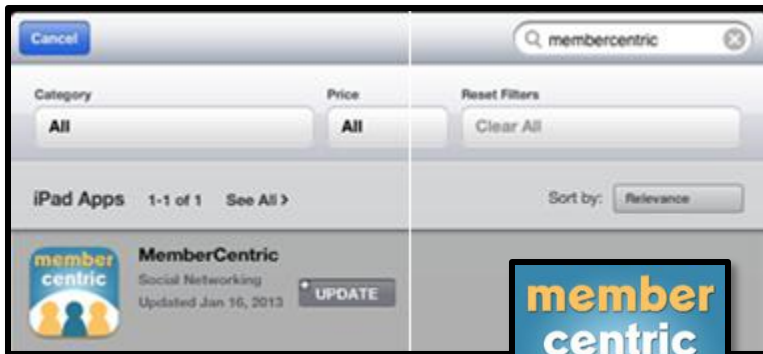 Cancel
membercentric
Category
Price
Reset Filters
All
All
Clear All
iPad Apps 1-1 of 1 See All >
Sort by: Relevance
member
centric
MemberCentric
Social Networking
Updated Jan 16, 2013
UPDATE
member
centric